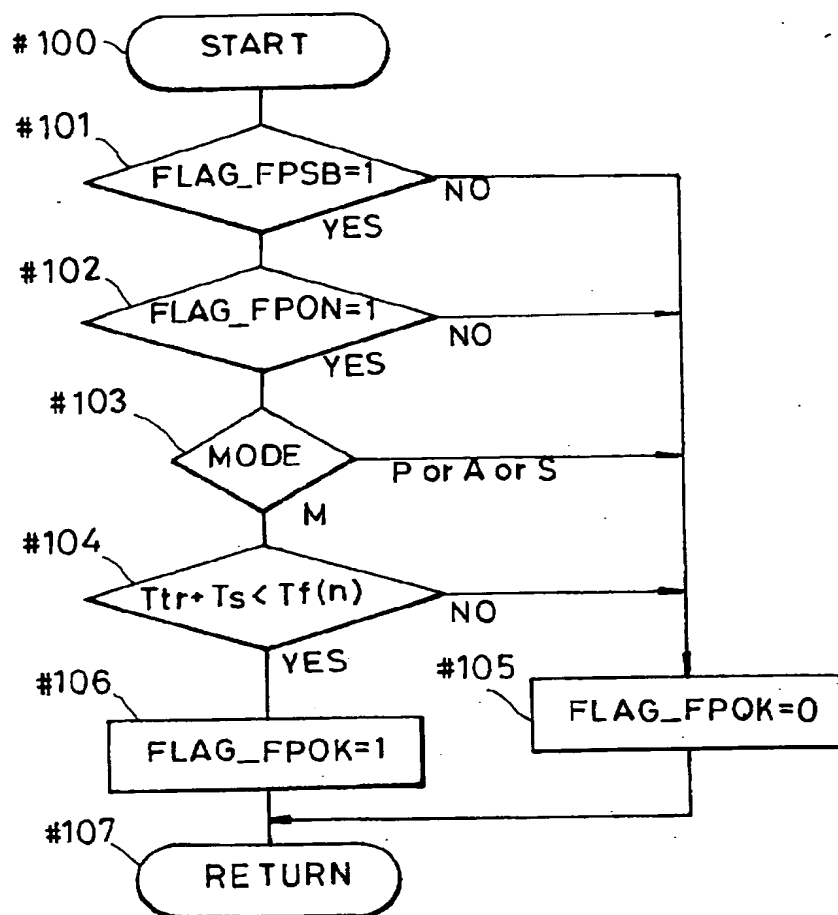 #100 START
#101
FLAG_FPSB=1
NO
YES
#102
FLAG_FPON=1
NO
YES
#103
MODE
P or A or S
M
#104
Ttr+Ts<Tf(n)
NO
YES
#106
FLAG_FPOK=1
#105
FLAG_FPOK=0
#107
RETURN